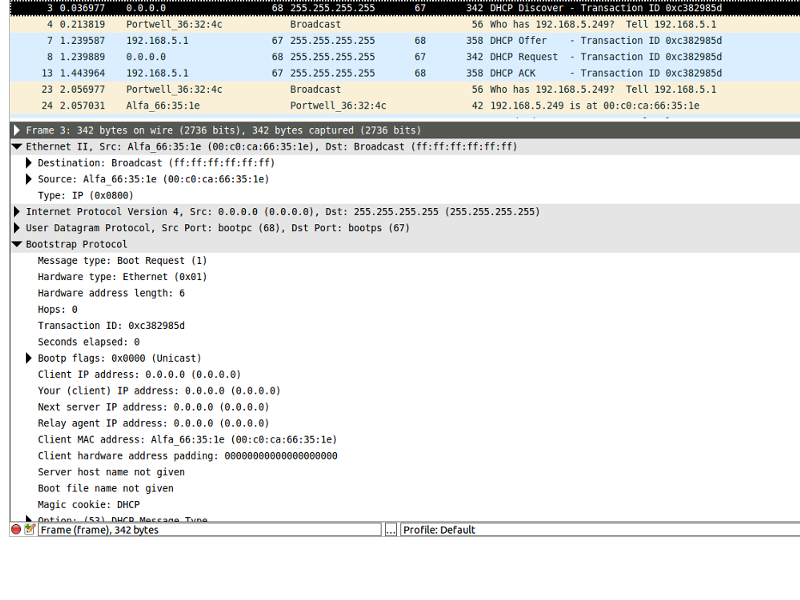 3 0.036977 0.0.0.0 68 255.255.255.255 67 342 DHCP Discover - Transaction ID 0xc382985d
4 0.213819 Portwell_36:32:4c Broadcast 56 Who has 192.168.5.249? Tell 192.168.5.1
7 1.239587 192.168.5.1 67 255.255.255.255 68 358 DHCP Offer - Transaction ID 0xc382985d
8 1.239889 0.0.0.0 68 255.255.255.255 67 342 DHCP Request - Transaction ID 0xc382985d
13 1.443964 192.168.5.1 67 255.255.255.255 68 358 DHCP ACK - Transaction ID 0xc382985d
23 2.056977 Portwell_36:32:4c Broadcast 56 Who has 192.168.5.249? Tell 192.168.5.1
24 2.057031 Alfa_66:35:1e Portwell_36:32:4c 42 192.168.5.249 is at 00:c0:ca:66:35:1e
Frame 3: 342 bytes on wire (2736 bits), 342 bytes captured (2736 bits)
Ethernet II, Src: Alfa_66:35:1e (00:c0:ca:66:35:1e), Dst: Broadcast (ff:ff:ff:ff:ff:ff)
Destination: Broadcast (ff:ff:ff:ff:ff:ff)
Source: Alfa_66:35:1e (00:c0:ca:66:35:1e)
Type: IP (0x0800)
Internet Protocol Version 4, Src: 0.0.0.0 (0.0.0.0), Dst: 255.255.255.255 (255.255.255.255)
User Datagram Protocol, Src Port: bootpc (68), Dst Port: bootps (67)
Bootstrap Protocol
Message type: Boot Request (1)
Hardware type: Ethernet (0x01)
Hardware address length: 6
Hops: 0
Transaction ID: 0xc382985d
Seconds elapsed: 0
Bootp flags: 0x0000 (Unicast)
Client IP address: 0.0.0.0 (0.0.0.0)
Your (client) IP address: 0.0.0.0 (0.0.0.0)
Next server IP address: 0.0.0.0 (0.0.0.0)
Relay agent IP address: 0.0.0.0 (0.0.0.0)
Client MAC address: Alfa_66:35:1e (00:c0:ca:66:35:1e)
Client hardware address padding: 00000000000000000000
Server host name not given
Boot file name not given
Magic cookie: DHCP
Option: (53) DHCP Message Type
Frame (frame), 342 bytes ... Profile: Default